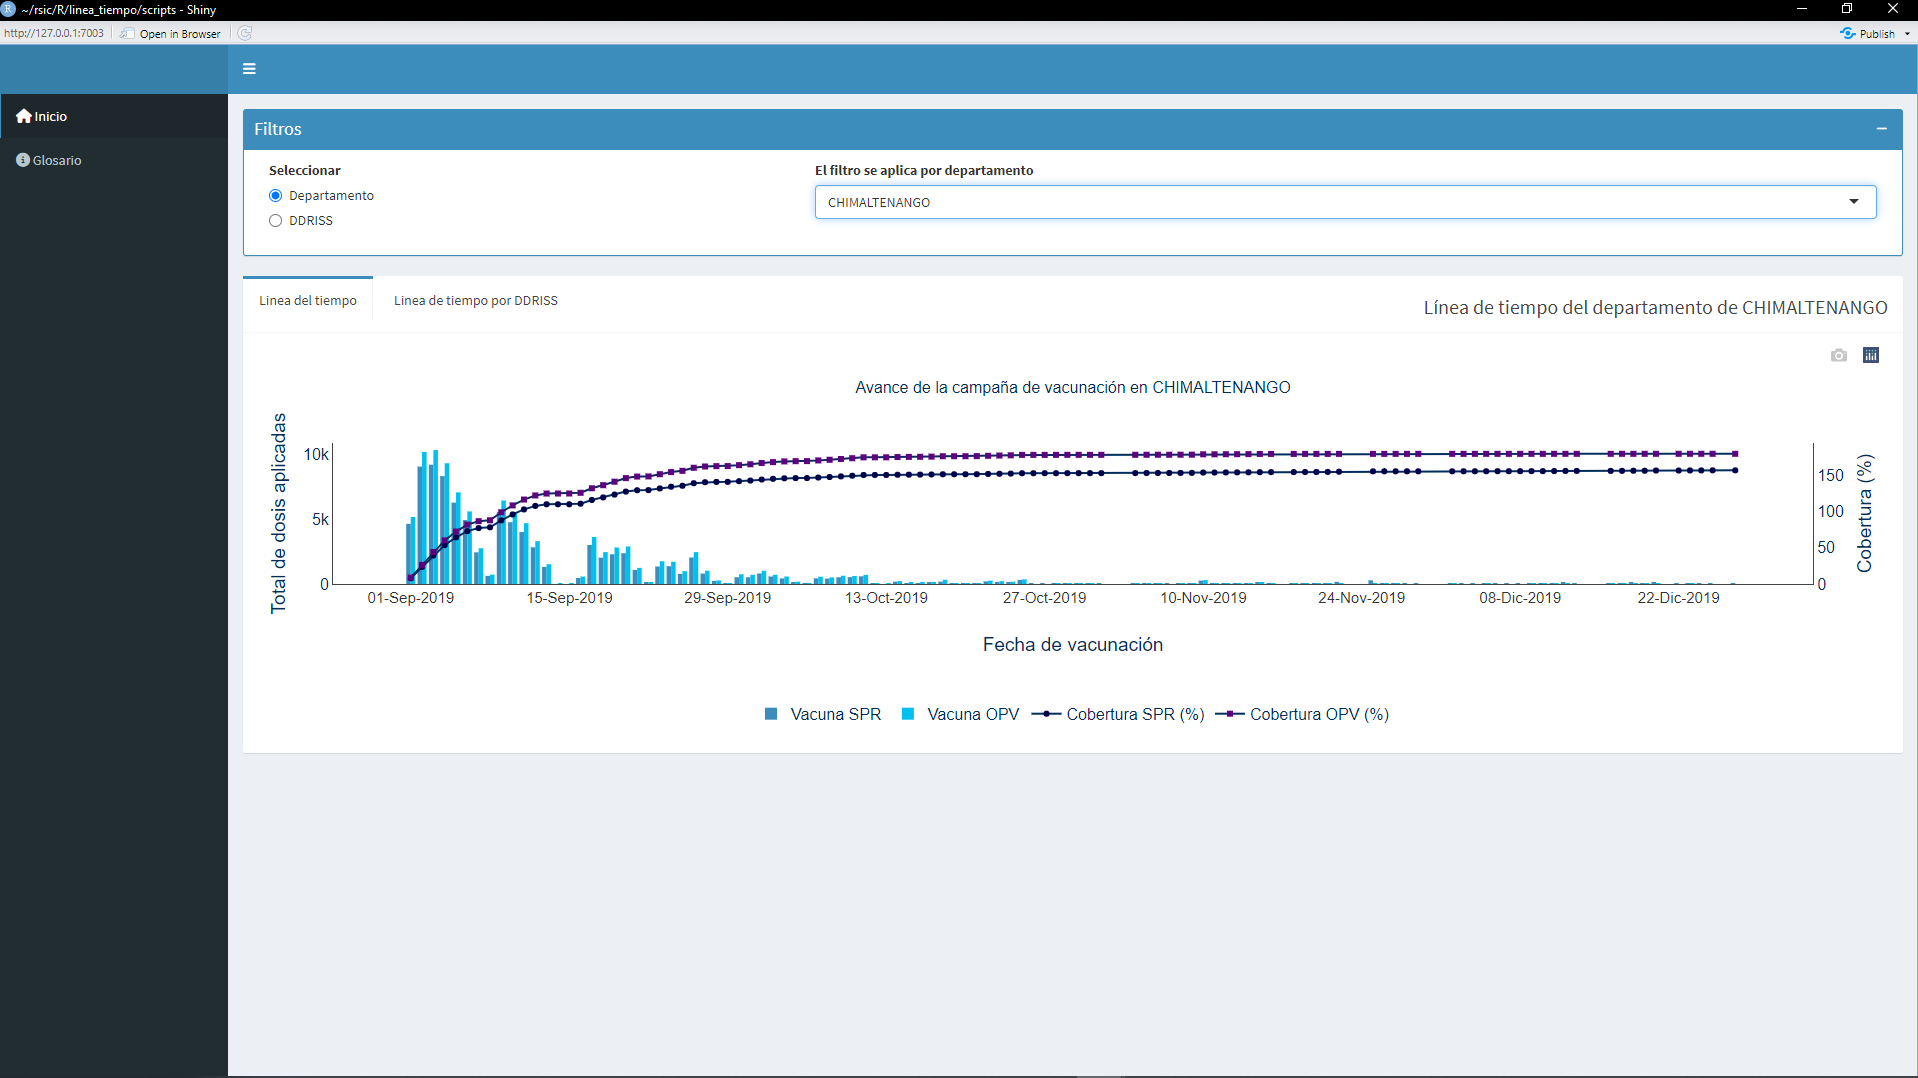 ~/rsic/R/linea_tiempo/scripts - Shiny
http://127.0.0.1:7003 Open in Browser Publish
Inicio
Glosario
Filtros
Seleccionar
Departamento
DDRISS
El filtro se aplica por departamento
CHIMALTENANGO
Linea del tiempo Linea de tiempo por DDRISS Línea de tiempo del departamento de CHIMALTENANGO
Avance de la campaña de vacunación en CHIMALTENANGO
Total de dosis aplicadas
10k
5k
0
150
100
50
0
Cobertura (%)
01-Sep-2019 15-Sep-2019 29-Sep-2019 13-Oct-2019 27-Oct-2019 10-Nov-2019 24-Nov-2019 08-Dic-2019 22-Dic-2019
Fecha de vacunación
Vacuna SPR Vacuna OPV Cobertura SPR (%) Cobertura OPV (%)